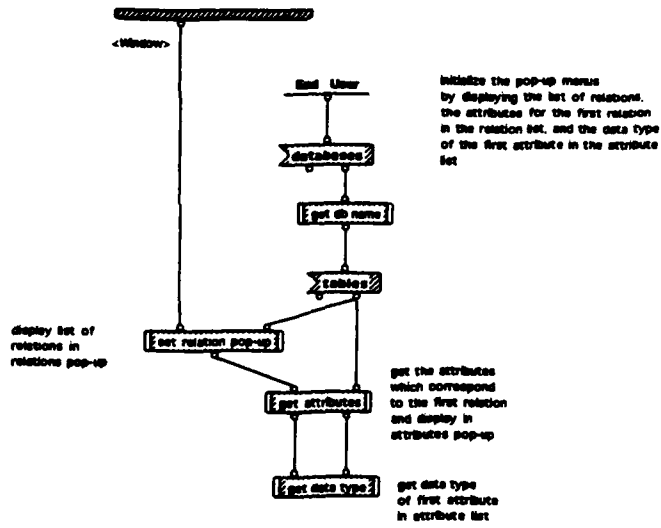 <Window>
End User
Initialize the pop-up menus
by displaying the list of relations,
the attributes for the first relation
in the relation list, and the data type
of the first attribute in the attribute
list
databases
get db name
tables
display list of
relations in
relations pop-up
set relation pop-up
get the attributes
which correspond
to the first relation
and display in
attributes pop-up
get attributes
get data type
get data type
of first attribute
in attribute list